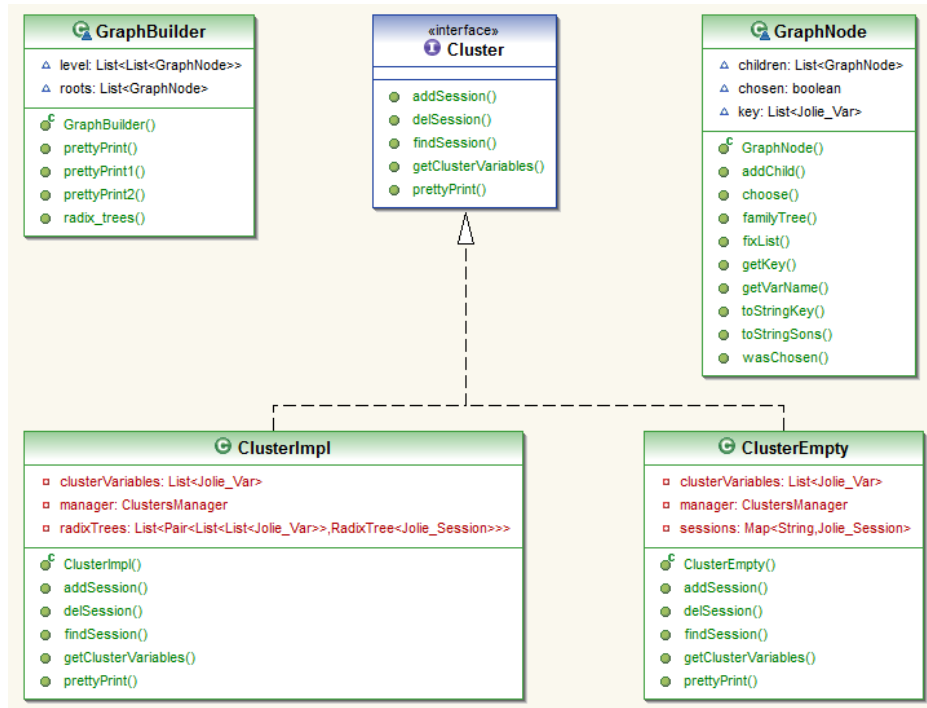 GraphBuilder
level: List<List<GraphNode>>
roots: List<GraphNode>
GraphBuilder()
prettyPrint()
prettyPrint1()
prettyPrint2()
radix_trees()
«interface»
Cluster
addSession()
delSession()
findSession()
getClusterVariables()
prettyPrint()
GraphNode
children: List<GraphNode>
chosen: boolean
key: List<Jolie_Var>
GraphNode()
addChild()
choose()
familyTree()
fixList()
getKey()
getVarName()
toStringKey()
toStringSons()
wasChosen()
ClusterImpl
clusterVariables: List<Jolie_Var>
manager: ClustersManager
radixTrees: List<Pair<List<List<Jolie_Var>>,RadixTree<Jolie_Session>>>
ClusterImpl()
addSession()
delSession()
findSession()
getClusterVariables()
prettyPrint()
ClusterEmpty
clusterVariables: List<Jolie_Var>
manager: ClustersManager
sessions: Map<String,Jolie_Session>
ClusterEmpty()
addSession()
delSession()
findSession()
getClusterVariables()
prettyPrint()